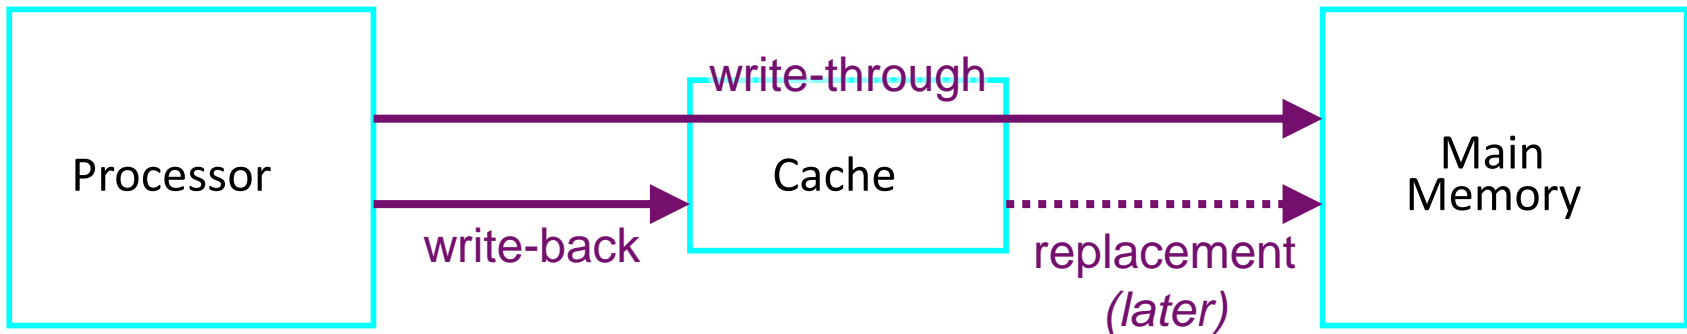 write-through
Processor
Cache
Main
Memory
write-back
replacement
(later)